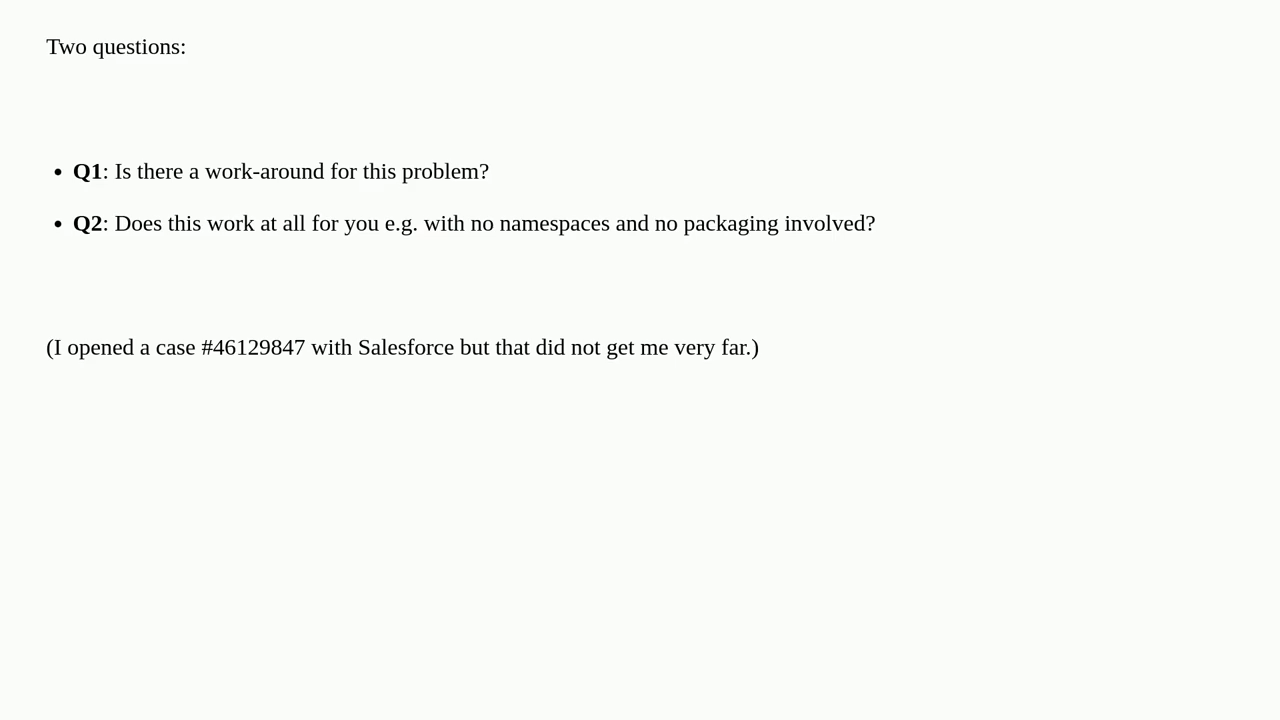 Two questions:
• Q1: Is there a work-around for this problem?
• Q2: Does this work at all for you e.g. with no namespaces and no packaging involved?
(I opened a case #46129847 with Salesforce but that did not get me very far.)